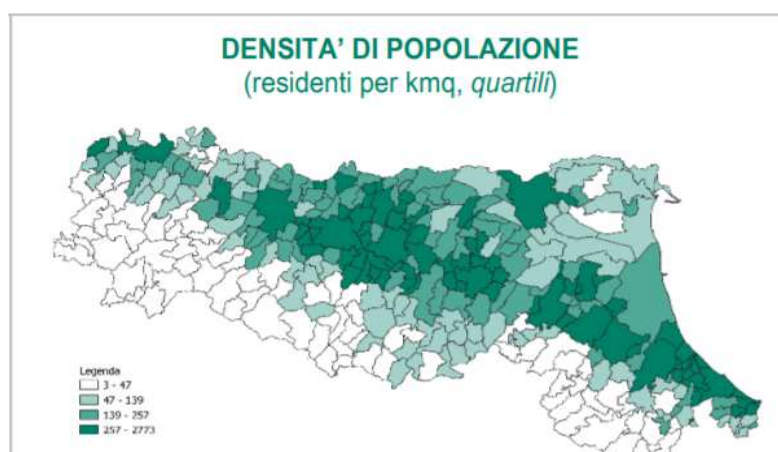 DENSITA' DI POPOLAZIONE
(residenti per kmq, quartili)
Legenda
3 - 47
47 - 139
139 - 257
257 - 2773